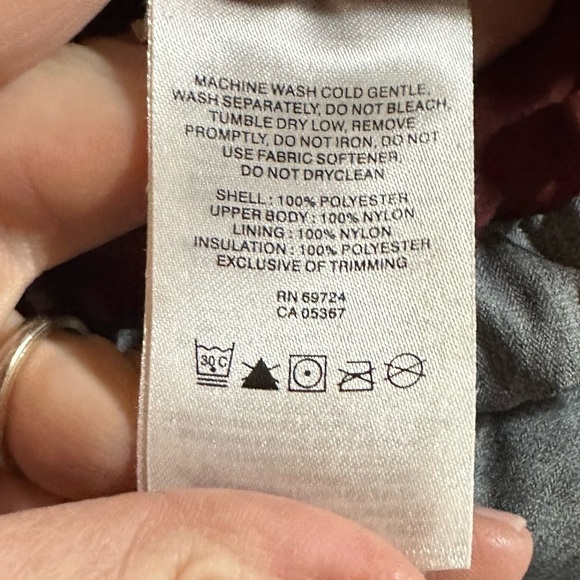 MACHINE WASH COLD GENTLE,
WASH SEPARATELY, DO NOT BLEACH,
TUMBLE DRY LOW, REMOVE
PROMPTLY, DO NOT IRON, DO NOT
USE FABRIC SOFTENER,
DO NOT DRYCLEAN
SHELL : 100% POLYESTER
UPPER BODY : 100% NYLON
LINING : 100% NYLON
INSULATION : 100% POLYESTER
EXCLUSIVE OF TRIMMING
RN 69724
CA 05367
30 C